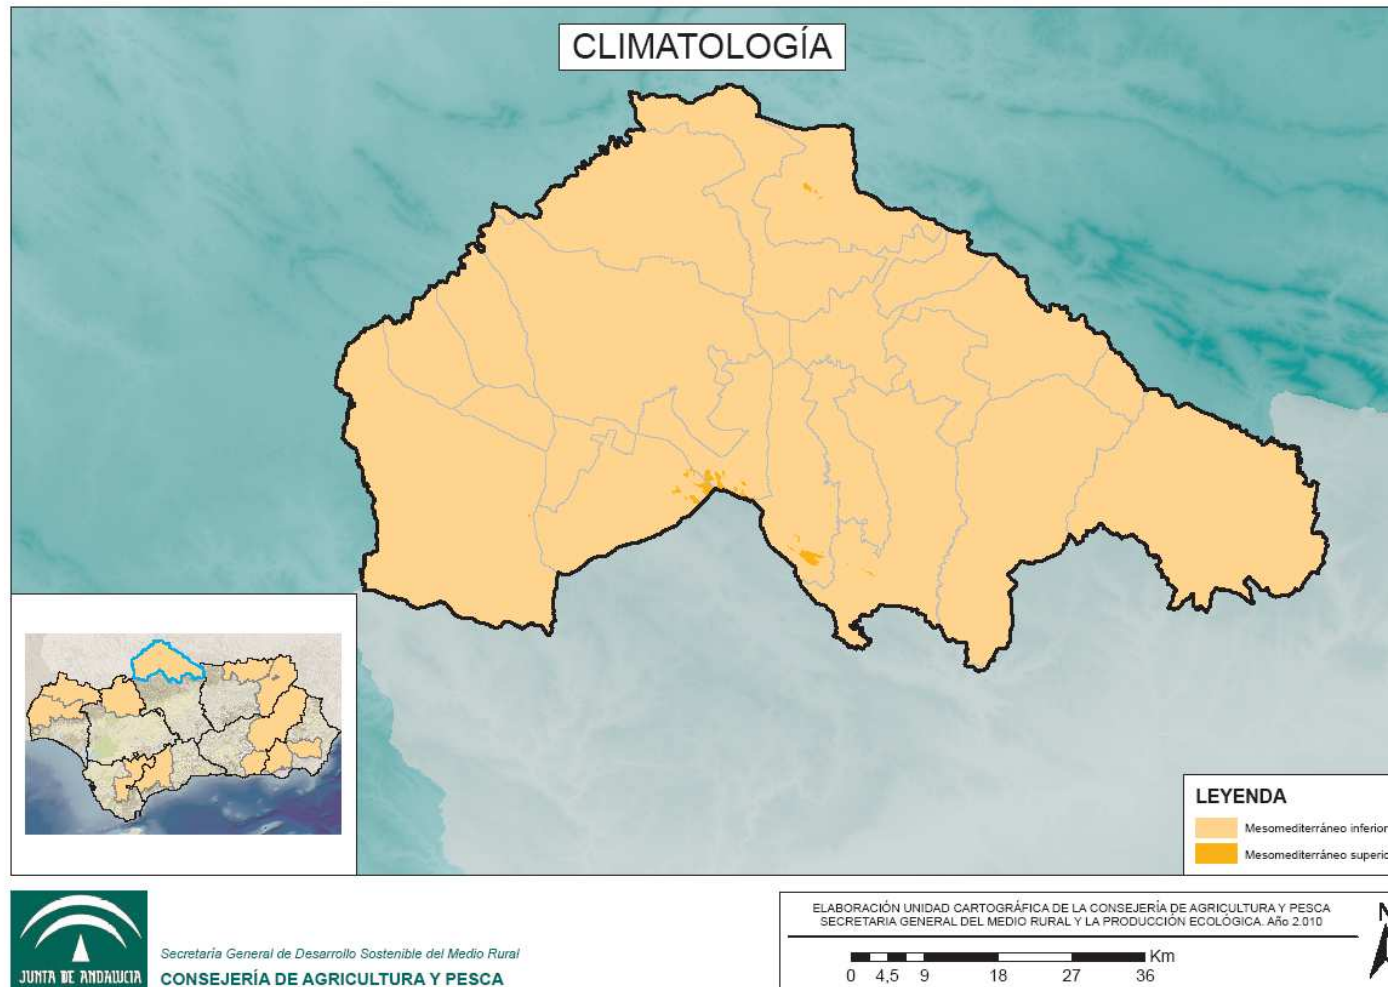 CLIMATOLOGÍA
LEYENDA
Mesomediterráneo inferior
Mesomediterráneo superio
JUNTA DE ANDALUCIA
Secretaría General de Desarrollo Sostenible del Medio Rural
CONSEJERÍA DE AGRICULTURA Y PESCA
ELABORACIÓN UNIDAD CARTOGRÁFICA DE LA CONSEJERÍA DE AGRICULTURA Y PESCA
SECRETARIA GENERAL DEL MEDIO RURAL Y LA PRODUCCIÓN ECOLÓGICA. Año 2.010
Km
0 4,5 9 18 27 36
N